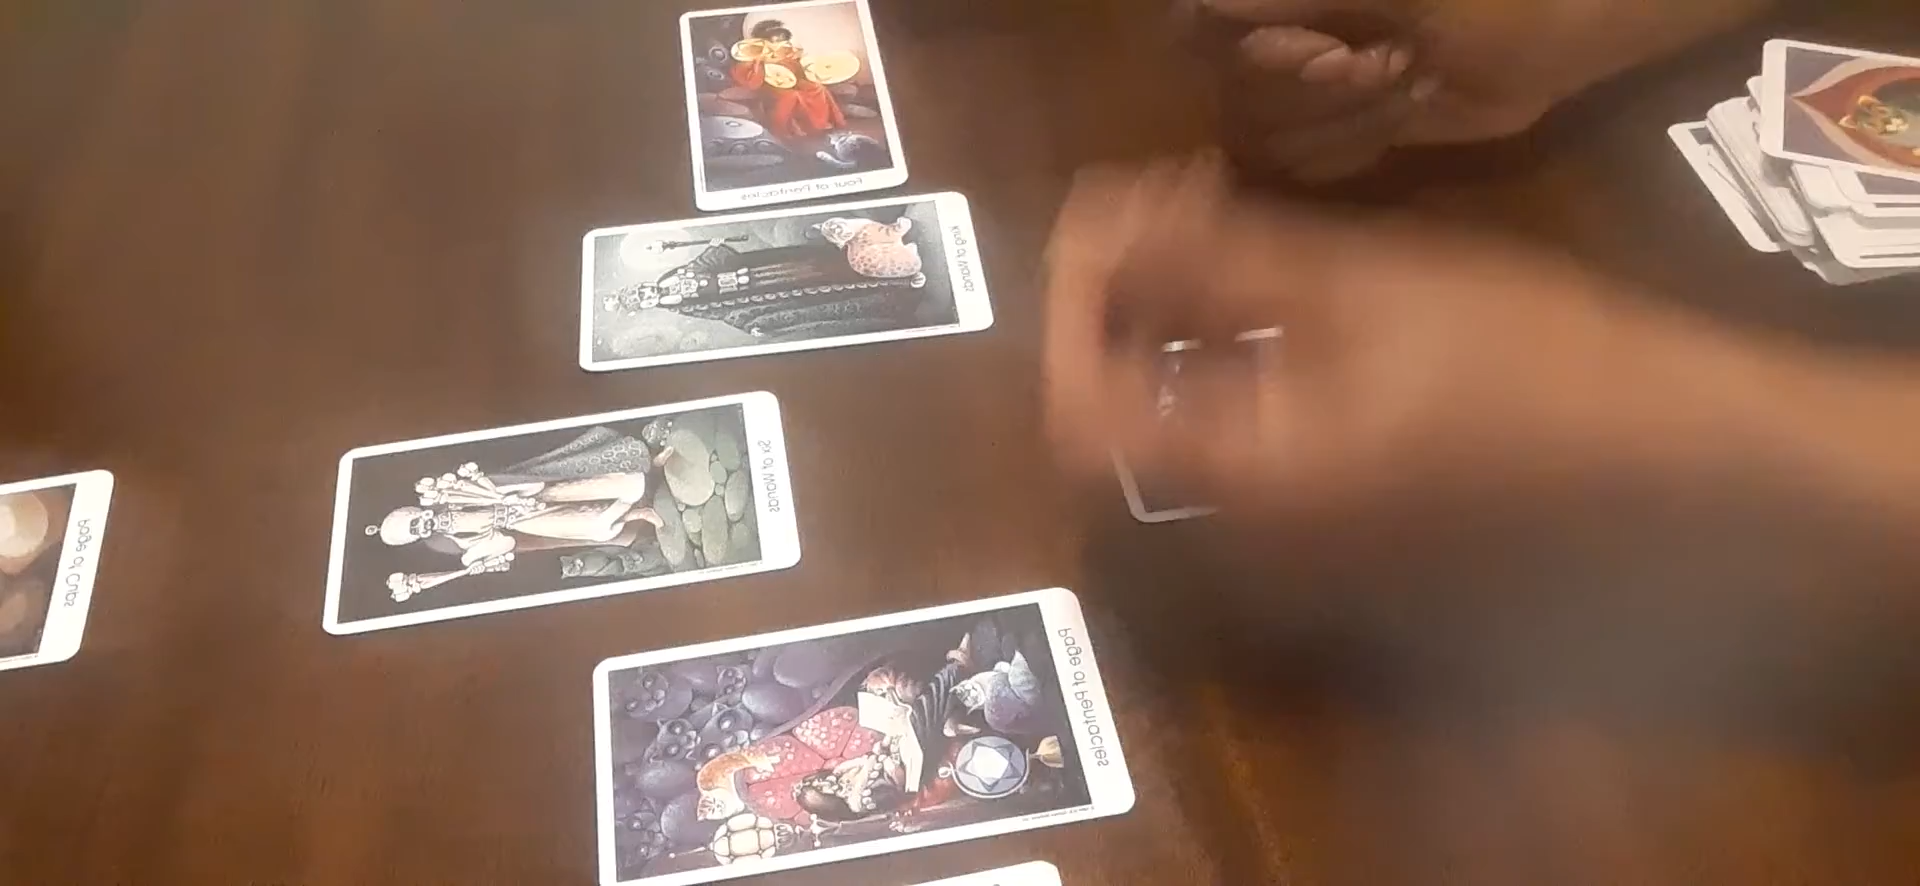 Four of Pentacles
King of Wands
Six of Wands
Page of Cups
Page of Pentacles